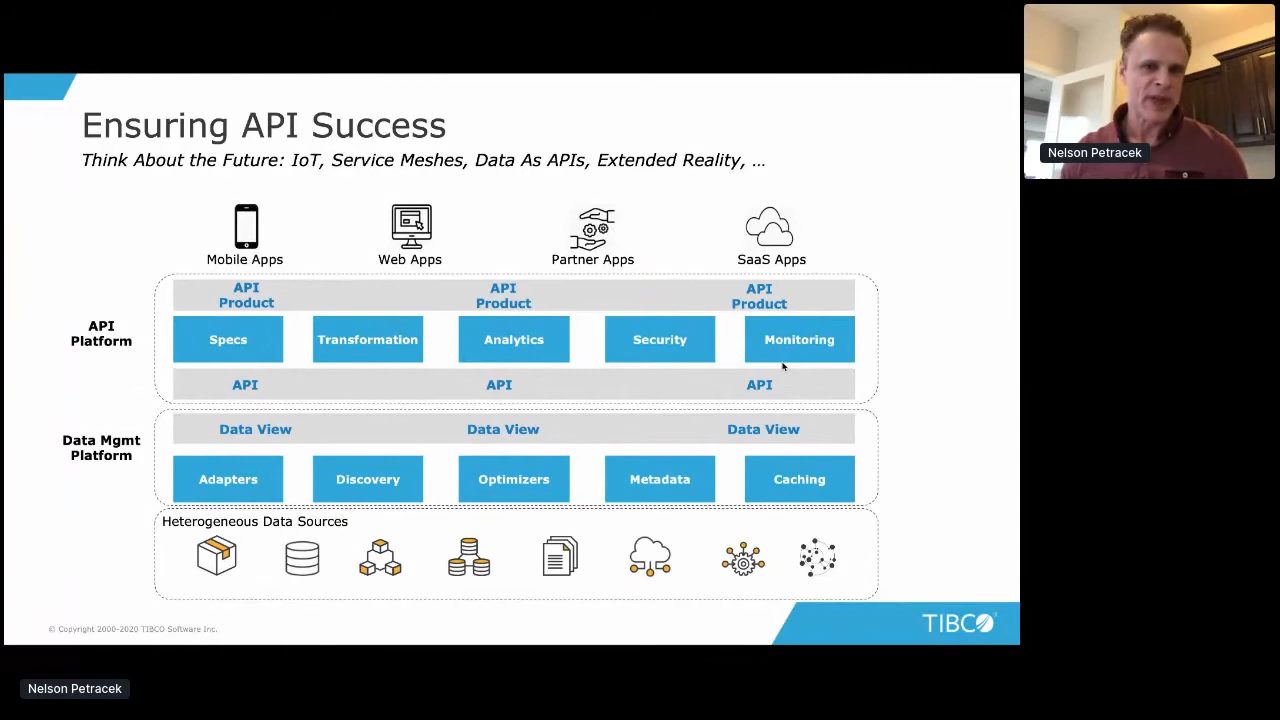 Ensuring API Success
Think About the Future: IoT, Service Meshes, Data As APIs, Extended Reality, ...
Nelson Petracek
Mobile Apps
Web Apps
Partner Apps
SaaS Apps
API Platform
API Product
API Product
API Product
Specs
Transformation
Analytics
Security
Monitoring
API
API
API
Data Mgmt Platform
Data View
Data View
Data View
Adapters
Discovery
Optimizers
Metadata
Caching
Heterogeneous Data Sources
© Copyright 2000-2020 TIBCO Software Inc.
TIBCO
Nelson Petracek